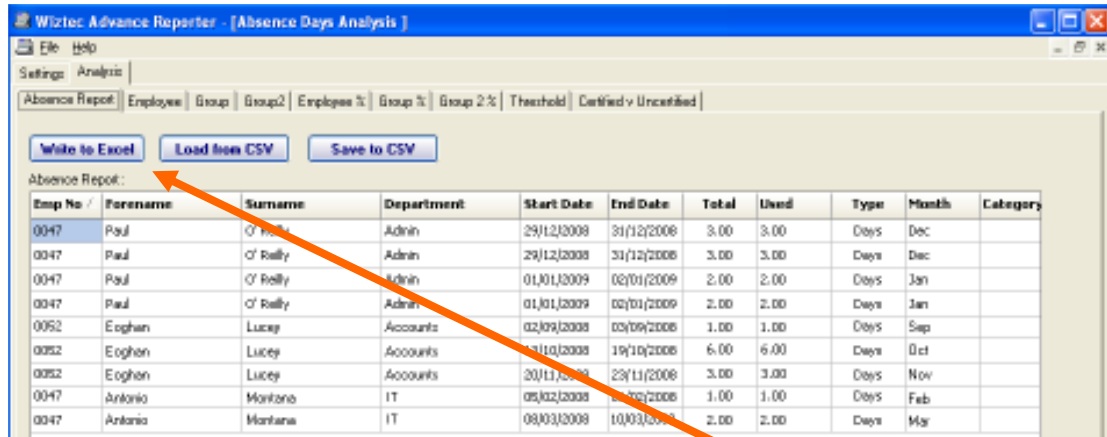 Wiztec Advance Reporter - [Absence Days Analysis ]
File Help
Settings Analysis
Absence Report Employee Group Group2 Employee % Group % Group 2 % Threshold Certified v Uncertified
Write to Excel Load from CSV Save to CSV
Absence Report:
Emp No Forename Surname Department Start Date End Date Total Used Type Month Category
0047 Paul O' Reilly Admin 29/12/2008 31/12/2008 3.00 3.00 Days Dec
0047 Paul O' Reilly Admin 29/12/2008 31/12/2008 3.00 3.00 Days Dec
0047 Paul O' Reilly Admin 01/01/2009 02/01/2009 2.00 2.00 Days Jan
0047 Paul O' Reilly Admin 01/01/2009 02/01/2009 2.00 2.00 Days Jan
0052 Eoghan Lucey Accounts 02/09/2008 03/09/2008 1.00 1.00 Days Sep
0052 Eoghan Lucey Accounts 19/10/2008 6.00 6.00 Days Oct
0052 Eoghan Lucey Accounts 23/11/2008 3.00 3.00 Days Nov
0047 Antonio Montana IT 05/02/2008 1.00 1.00 Days Feb
0047 Antonio Montana IT 08/03/2008 2.00 2.00 Days Mar